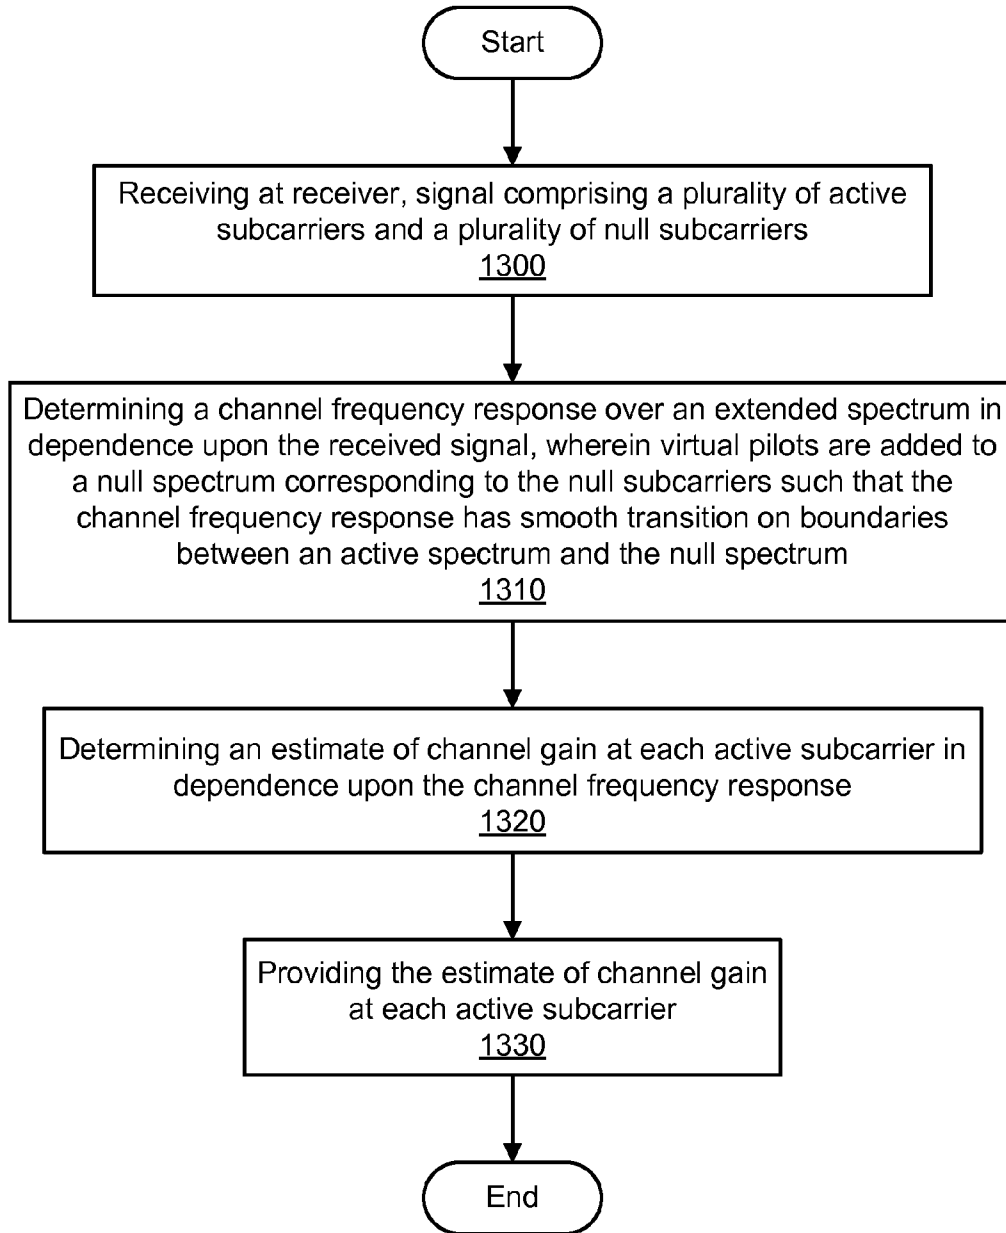 Start
Receiving at receiver, signal comprising a plurality of active
subcarriers and a plurality of null subcarriers
1300
Determining a channel frequency response over an extended spectrum in
dependence upon the received signal, wherein virtual pilots are added to
a null spectrum corresponding to the null subcarriers such that the
channel frequency response has smooth transition on boundaries
between an active spectrum and the null spectrum
1310
Determining an estimate of channel gain at each active subcarrier in
dependence upon the channel frequency response
1320
Providing the estimate of channel gain
at each active subcarrier
1330
End